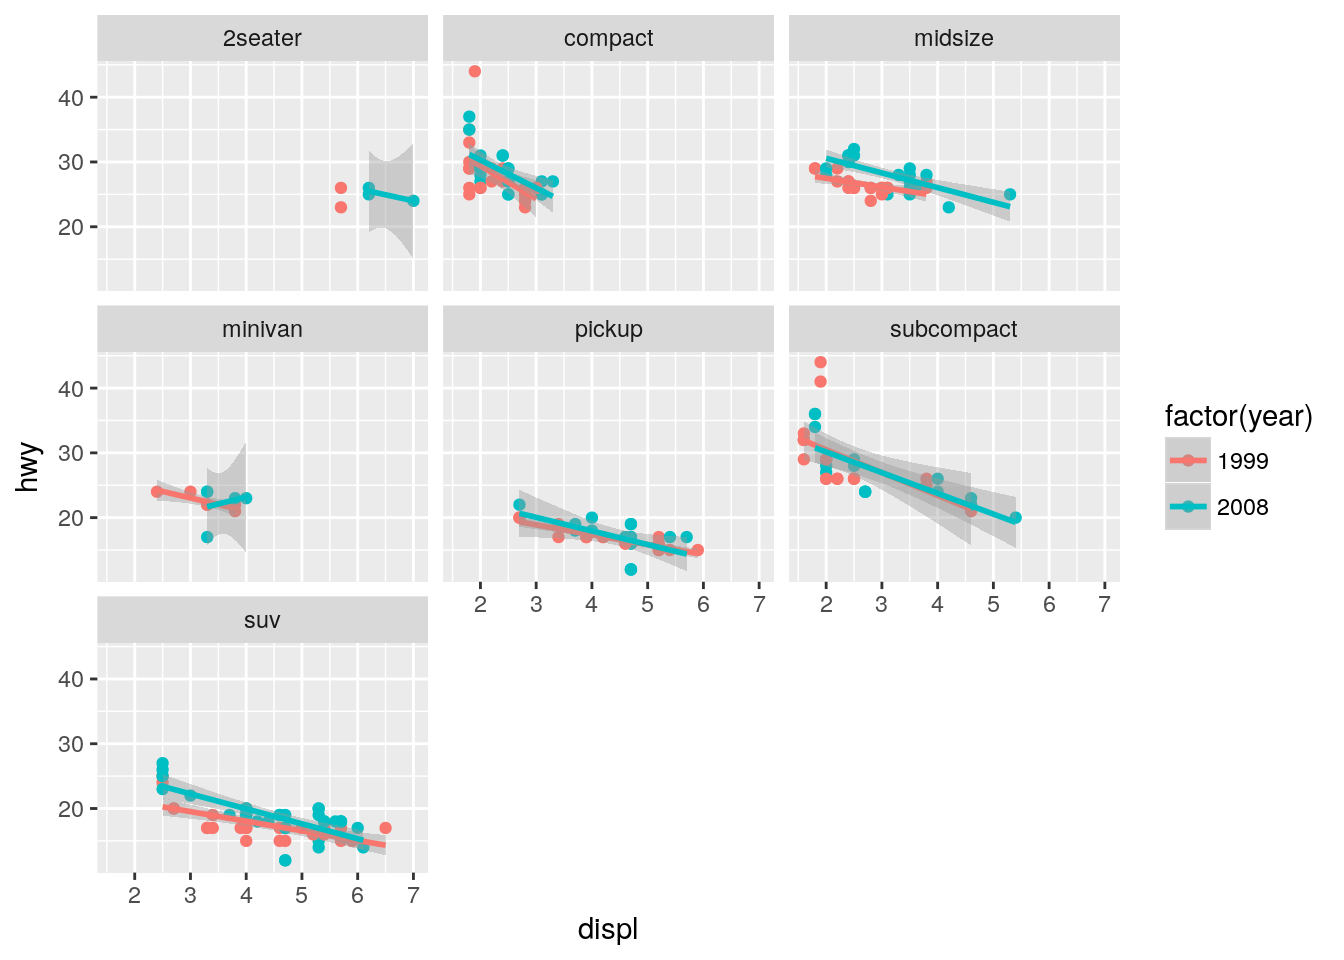 2seater
compact
midsize
40
30
20
minivan
pickup
subcompact
40
30
20
2 3 4 5 6 7
2 3 4 5 6 7
suv
40
30
20
2 3 4 5 6 7
displ
hwy
factor(year)
1999
2008